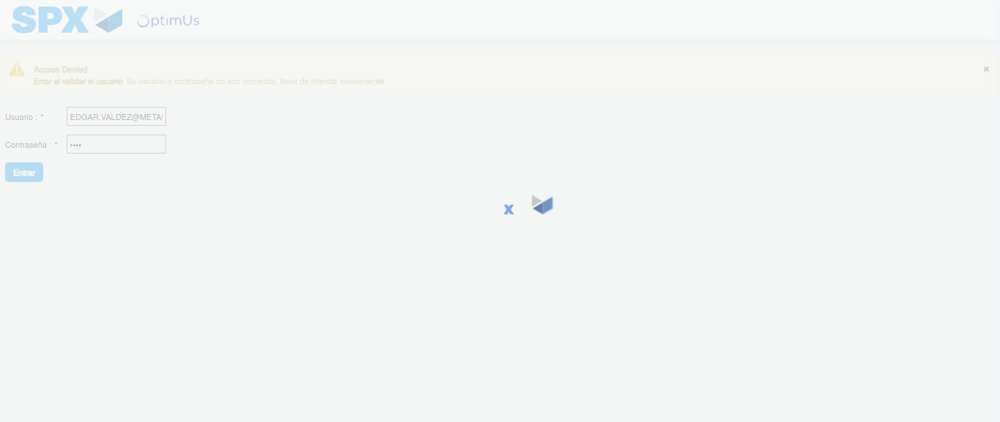 SPX OptimUs
Access Denied
Error al validar el usuario Su usuario o contraseña no son correctos, favor de intentar nuevamente
Usuario : * EDGAR.VALDEZ@META
Contraseña : * ••••
Entrar
X